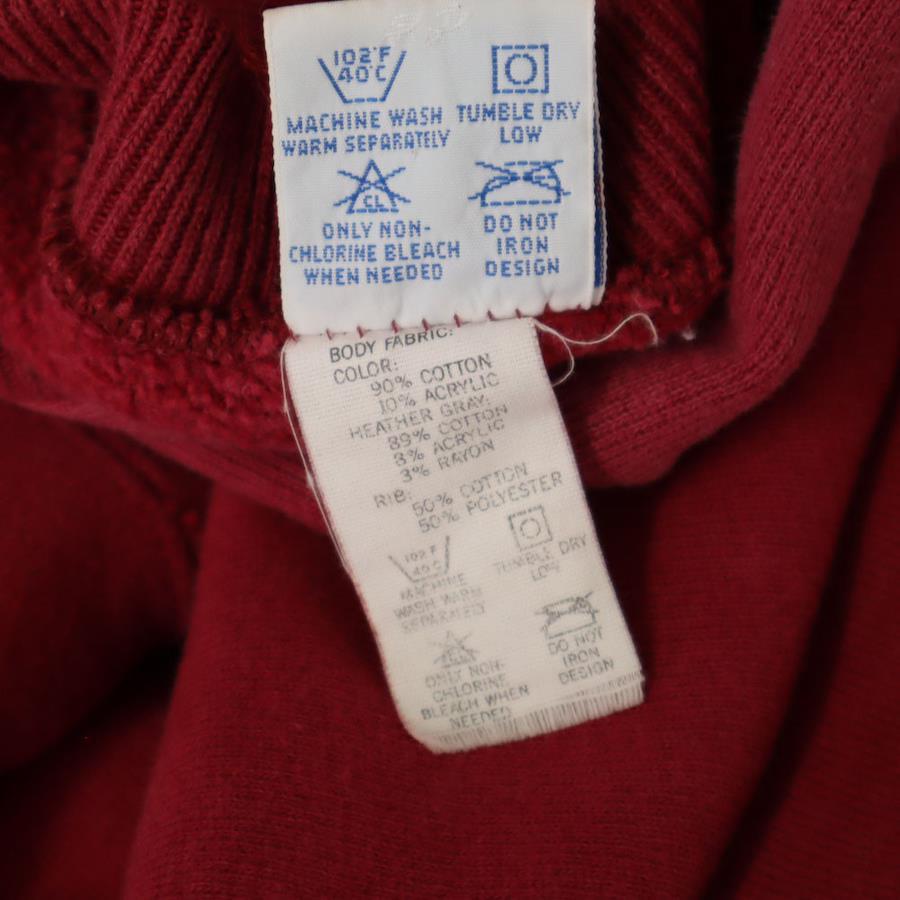 102°F
40°C
MACHINE WASH
WARM SEPARATELY
TUMBLE DRY
LOW
CL
ONLY NON-
CHLORINE BLEACH
WHEN NEEDED
DO NOT
IRON
DESIGN
BODY FABRIC:
COLOR:
90% COTTON
10% ACRYLIC
HEATHER GRAY:
89% COTTON
3% ACRYLIC
3% RAYON
RIB:
50% COTTON
50% POLYESTER
102°F
40°C
MACHINE
WASH WARM
SEPARATELY
TUMBLE DRY
LOW
CL
ONLY NON-
CHLORINE
BLEACH WHEN
NEEDED
DO NOT
IRON
DESIGN